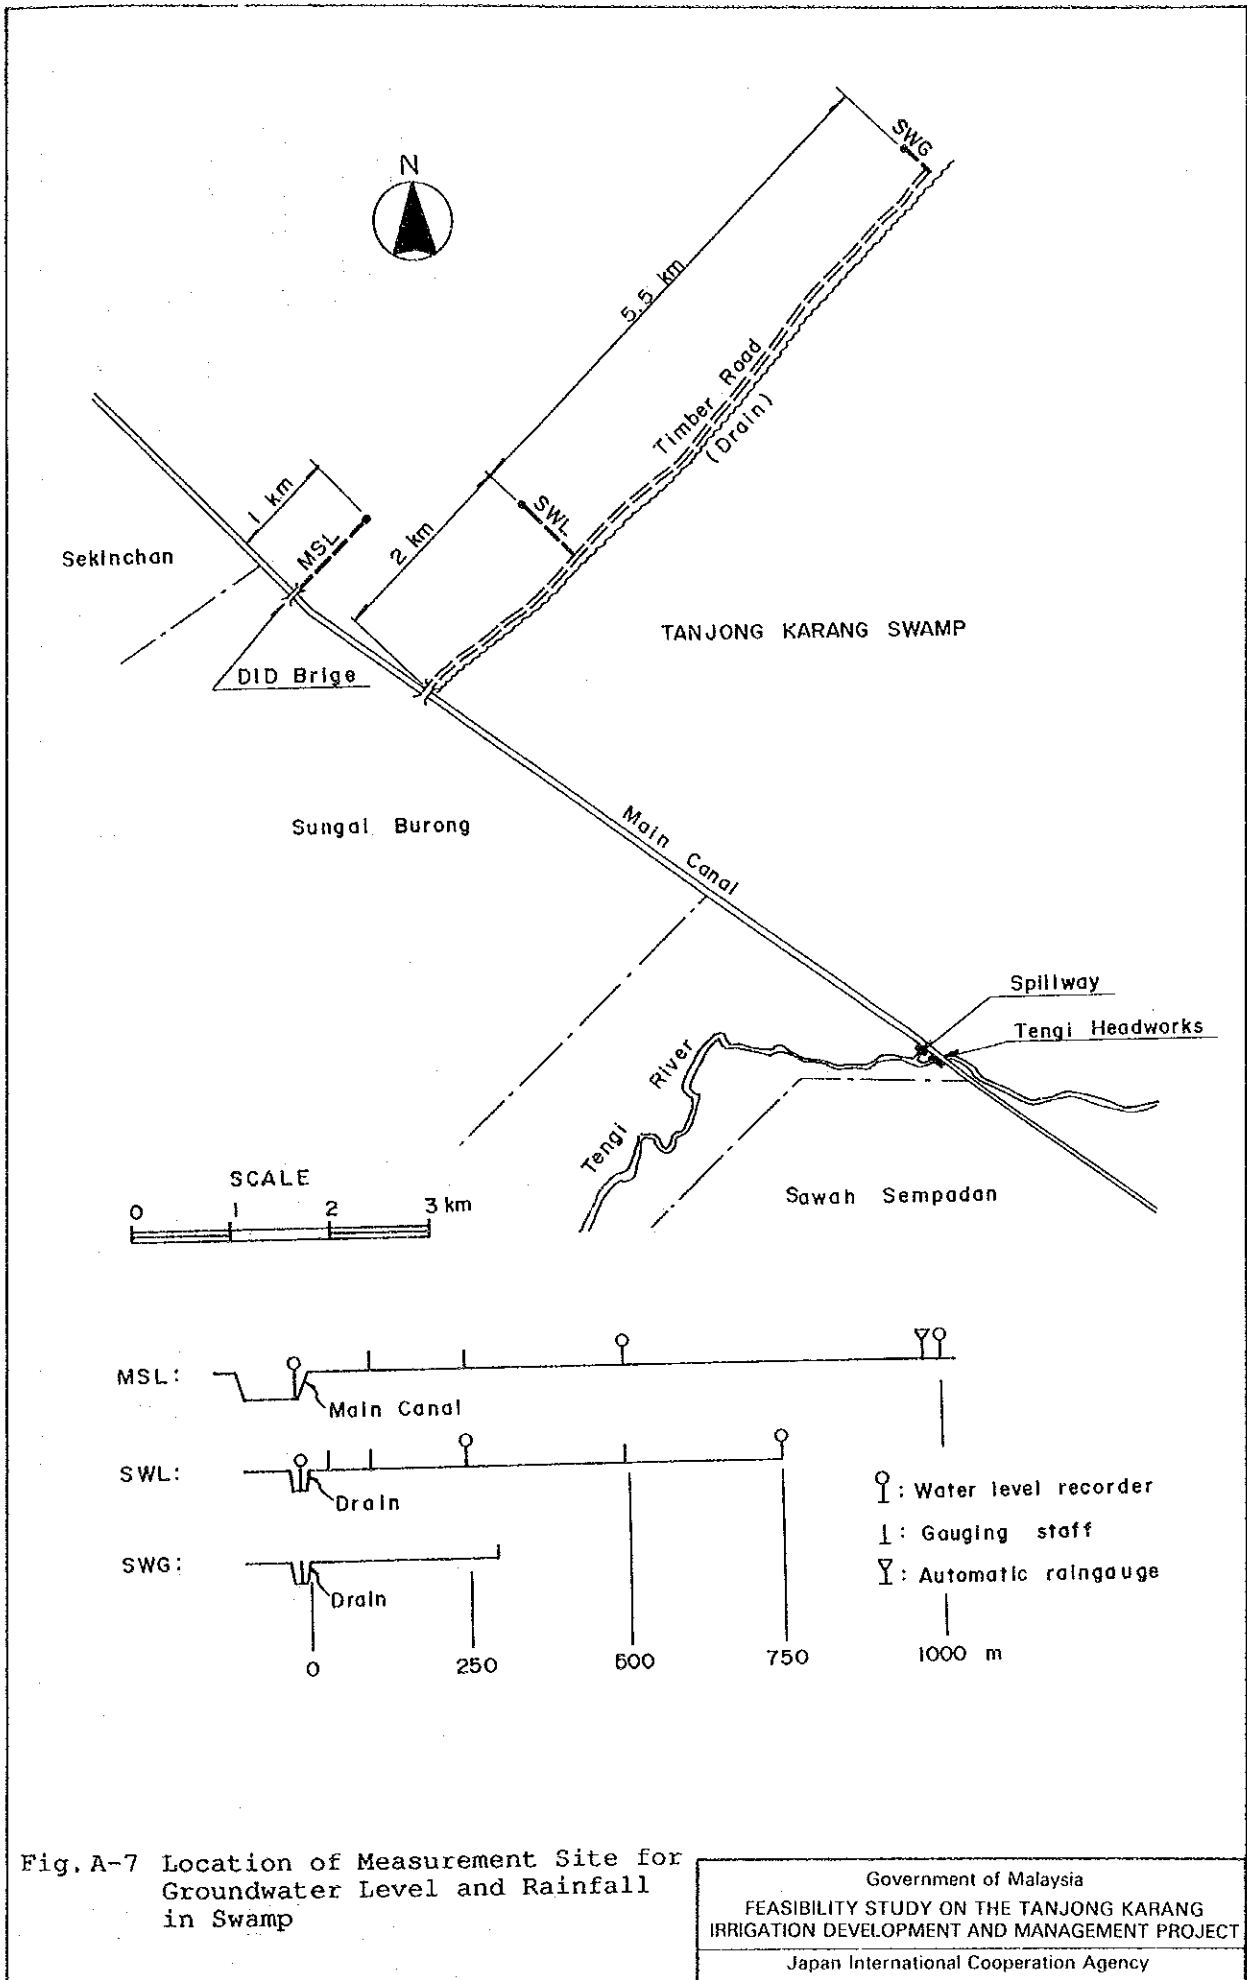 N
SWG
5.5 km
Timber Road
(Drain)
1 km
MSL
SWL
2 km
Sekinchan
TANJONG KARANG SWAMP
DID Brige
Sungai Burong
Main Canal
Spillway
Tengi Headworks
Tengi River
Sawah Sempadan
SCALE
0 1 2 3 km
MSL:
Main Canal
SWL:
Drain
SWG:
Drain
: Water level recorder
: Gauging staff
: Automatic raingauge
0 250 500 750 1000 m
Fig. A-7 Location of Measurement Site for
Groundwater Level and Rainfall
in Swamp
Government of Malaysia
FEASIBILITY STUDY ON THE TANJONG KARANG
IRRIGATION DEVELOPMENT AND MANAGEMENT PROJECT
Japan International Cooperation Agency